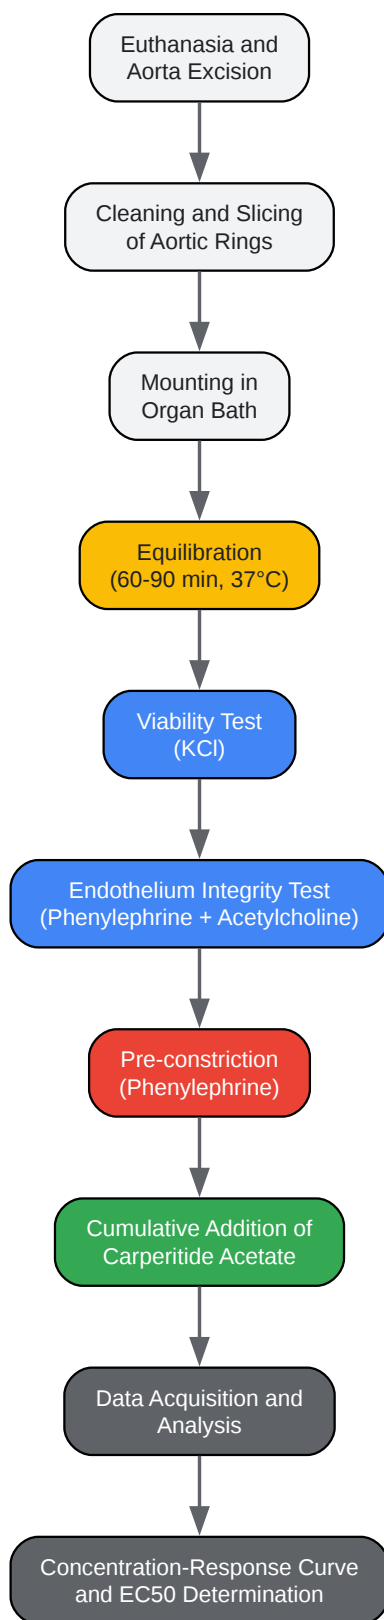 Euthanasia and
Aorta Excision
Cleaning and Slicing
of Aortic Rings
Mounting in
Organ Bath
Equilibration
(60-90 min, 37°C)
Viability Test
(KCl)
Endothelium Integrity Test
(Phenylephrine + Acetylcholine)
Pre-constriction
(Phenylephrine)
Cumulative Addition of
Carperitide Acetate
Data Acquisition and
Analysis
Concentration-Response Curve
and EC50 Determination